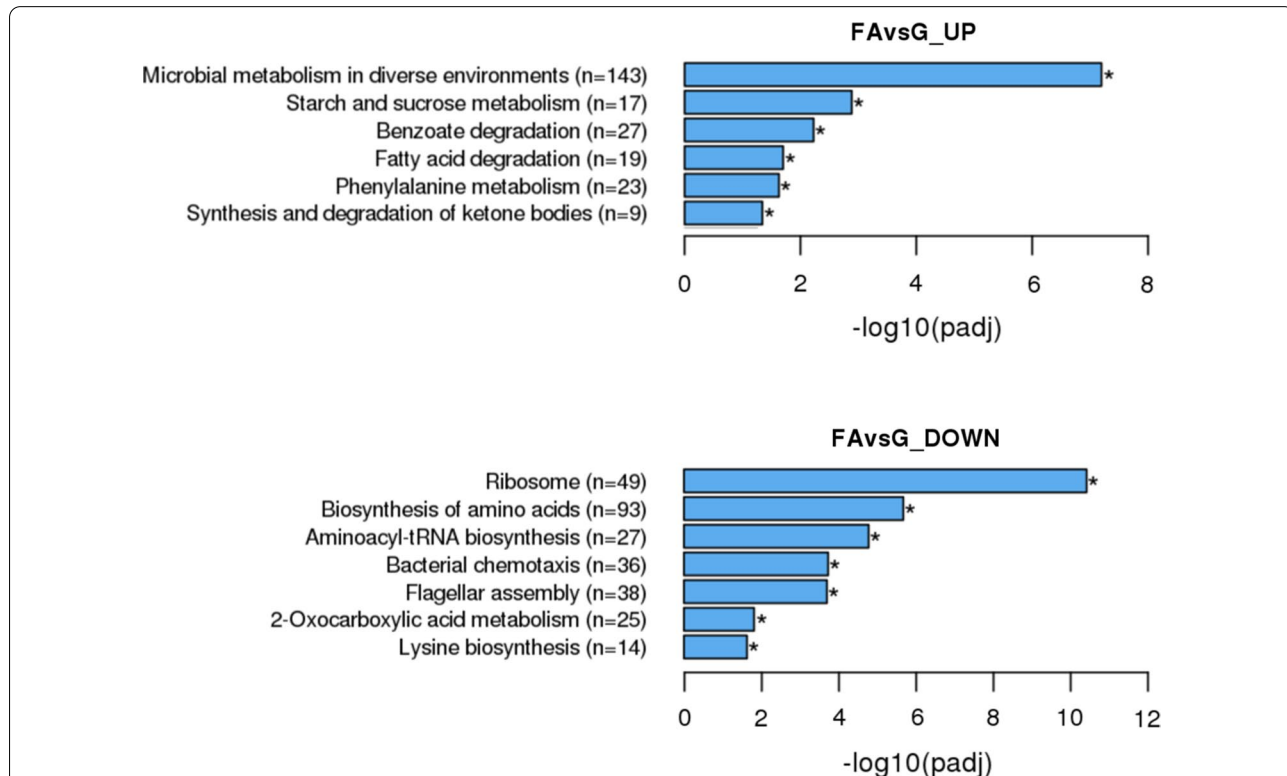 FAvsG_UP
Microbial metabolism in diverse environments (n=143)
*
Starch and sucrose metabolism (n=17)
*
Benzoate degradation (n=27)
*
Fatty acid degradation (n=19)
*
Phenylalanine metabolism (n=23)
*
Synthesis and degradation of ketone bodies (n=9)
*
0 2 4 6 8
-log10(padj)
FAvsG_DOWN
Ribosome (n=49)
*
Biosynthesis of amino acids (n=93)
*
Aminoacyl-tRNA biosynthesis (n=27)
*
Bacterial chemotaxis (n=36)
*
Flagellar assembly (n=38)
*
2-Oxocarboxylic acid metabolism (n=25)
*
Lysine biosynthesis (n=14)
*
0 2 4 6 8 10 12
-log10(padj)